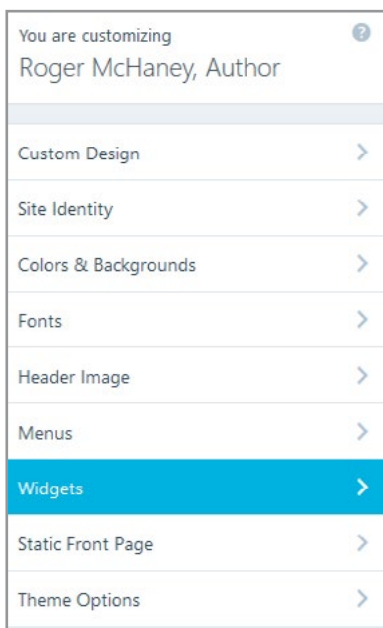 You are customizing
Roger McHaney, Author
Custom Design
Site Identity
Colors & Backgrounds
Fonts
Header Image
Menus
Widgets
Static Front Page
Theme Options